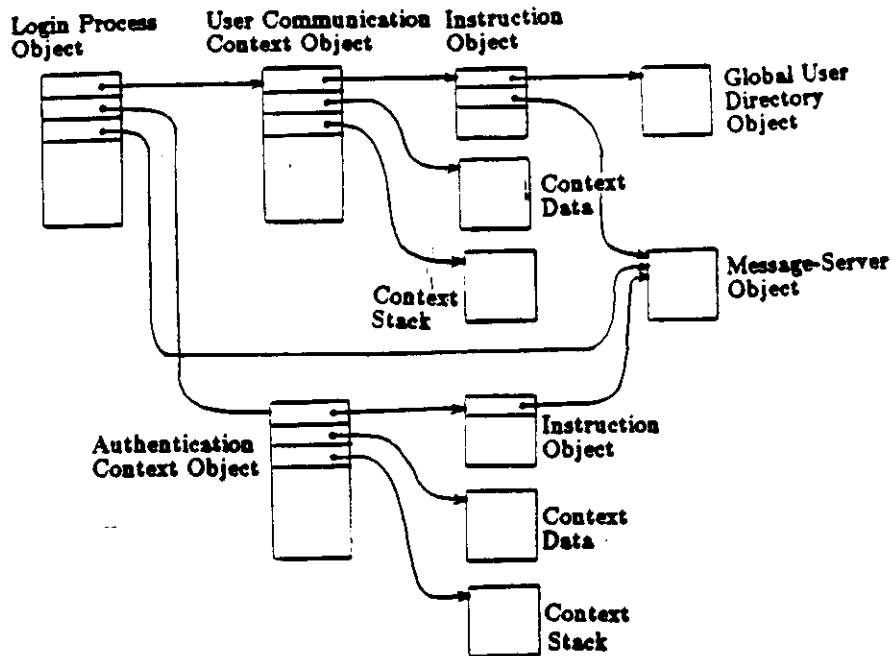 Login Process
Object
User Communication
Context Object
Instruction
Object
Global User
Directory
Object
Context
Data
Context
Stack
Message-Server
Object
Authentication
Context Object
Instruction
Object
Context
Data
Context
Stack